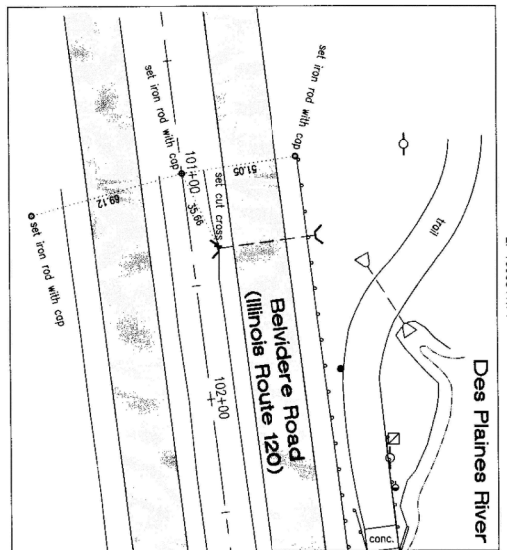 Des Plaines River
trail
conc.
set iron rod with cap
51.05
set iron rod with cap
101+00
35.66
set cut cross
Belvidere Road
(Illinois Route 120)
102+00
69.12
set iron rod with cap